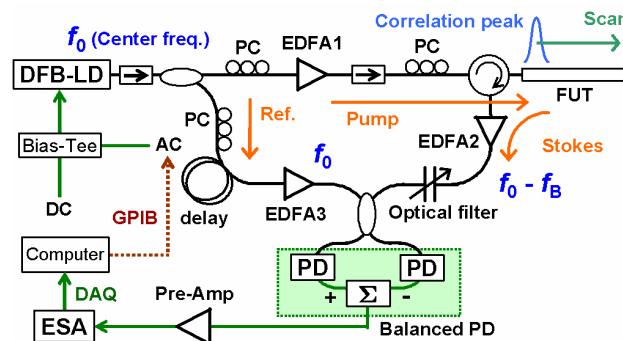 Correlation peak
Scan
f0 (Center freq.)
PC
EDFA1
PC
DFB-LD
FUT
PC
Ref.
Pump
EDFA2
Stokes
Bias-Tee
AC
f0
f0 - fB
DC
GPIB
delay
EDFA3
Optical filter
Computer
PD
PD
DAQ
Pre-Amp
+
Σ
-
ESA
Balanced PD